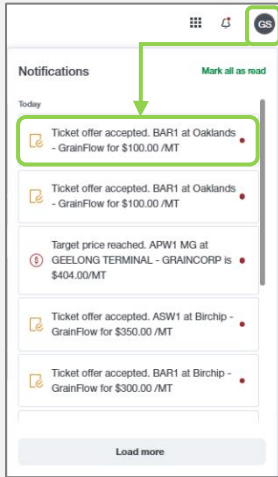 GS
Notifications
Mark all as read
Today
Ticket offer accepted. BAR1 at Oaklands
- GrainFlow for $100.00 /MT
Ticket offer accepted. BAR1 at Oaklands
- GrainFlow for $100.00 /MT
Target price reached. APW1 MG at
GEELONG TERMINAL - GRAINCORP is
$404.00/MT
Ticket offer accepted. ASW1 at Birchip -
GrainFlow for $350.00 /MT
Ticket offer accepted. BAR1 at Birchip -
GrainFlow for $300.00 /MT
Load more